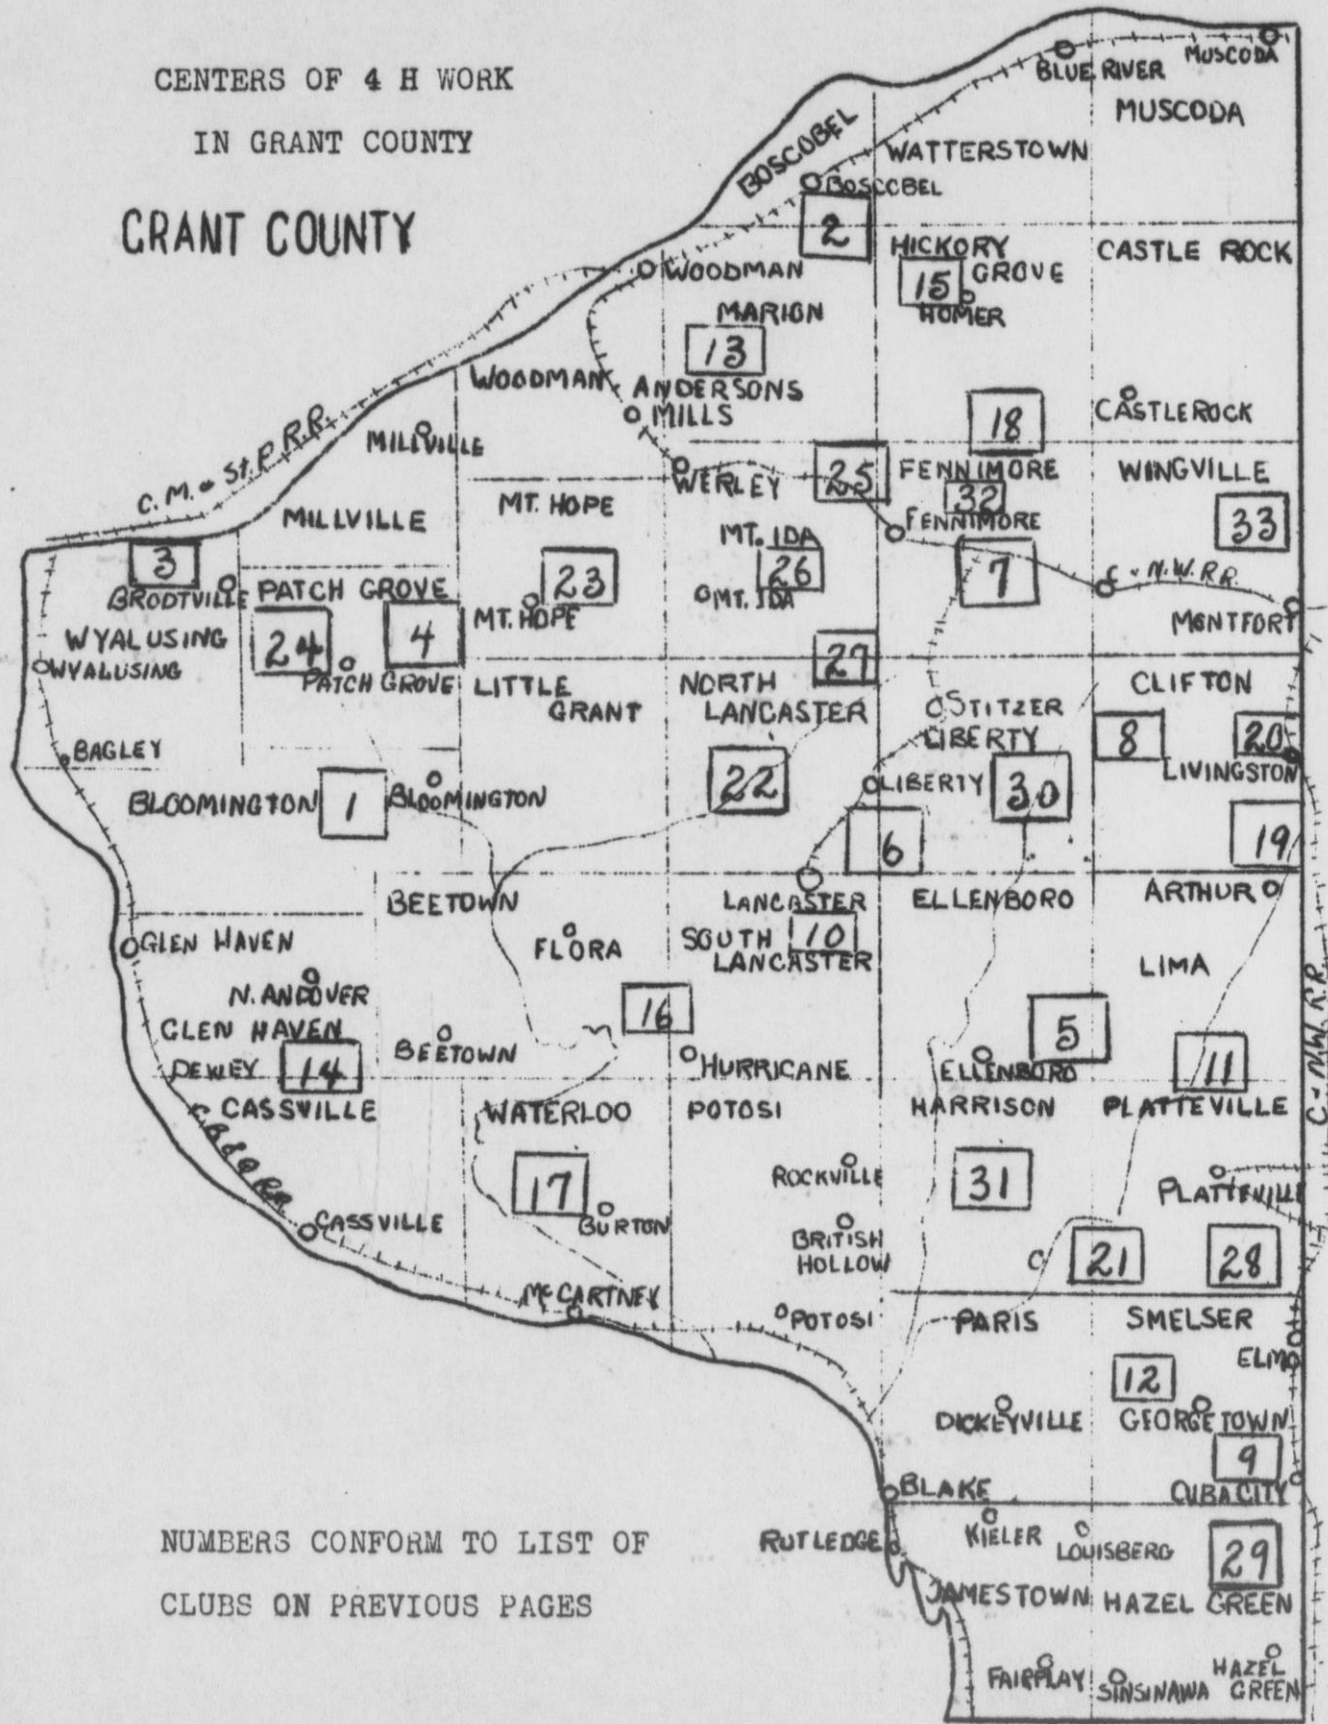 CENTERS OF 4 H WORK
IN GRANT COUNTY
GRANT COUNTY
MUSCODA
BLUE RIVER
MUSCODA
BOSCOBEL
WATTERSTOWN
BOSCOBEL
2
HICKORY
GROVE
CASTLE ROCK
WOODMAN
15
HOMER
MARION
13
WOODMAN
ANDERSONS
MILLS
18
CASTLEROCK
C. M. & St. P. R.R.
MILLVILLE
WERLEY
25
FENNIMORE
32
FENNIMORE
WINGVILLE
33
MT. HOPE
MILLVILLE
MT. IDA
26
MT. IDA
7
C & N.W. R.R.
3
BRODTVILLE
PATCH GROVE
23
MT. HOPE
MONTFORT
WYALUSING
WYALUSING
24
4
PATCH GROVE
LITTLE
GRANT
27
NORTH
LANCASTER
CLIFTON
STITZER
LIBERTY
8
20
LIVINGSTON
BAGLEY
22
LIBERTY
30
BLOOMINGTON
1
BLOOMINGTON
6
19
BEETOWN
LANCASTER
ELLENBORO
ARTHUR
GLEN HAVEN
FLORA
SOUTH
10
LANCASTER
LIMA
N. ANDOVER
GLEN HAVEN
16
5
C & N.W. R.R.
DEWEY
14
BEETOWN
HURRICANE
ELLENBORO
11
CASSVILLE
WATERLOO
POTOSI
HARRISON
PLATTEVILLE
C B & Q R.R.
17
BURTON
ROCKVILLE
31
PLATTEVILLE
CASSVILLE
BRITISH
HOLLOW
21
28
McCARTNEY
POTOSI
PARIS
SMELSER
ELMO
12
DICKEYVILLE
GEORGETOWN
9
BLAKE
CUBA CITY
NUMBERS CONFORM TO LIST OF
CLUBS ON PREVIOUS PAGES
RUTLEDGE
KIELER
LOUISBERG
29
JAMESTOWN
HAZEL GREEN
FAIRPLAY
SINSINAWA
HAZEL
GREEN